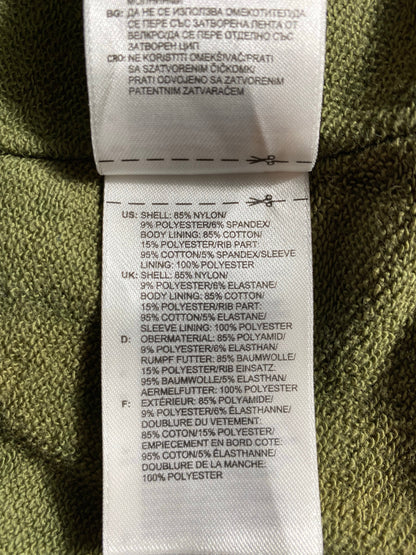 BG: ДА НЕ СЕ ИЗПОЛЗВА ОМЕКОТИТЕЛ/ДА
СЕ ПЕРЕ СЪС ЗАТВОРЕНА ЛЕНТА ОТ
ВЕЛКРО/ДА СЕ ПЕРЕ ОТДЕЛНО/СЪС
ЗАТВОРЕН ЦИП
CRO: NE KORISTITI OMEKŠIVAČ/PRATI
SA ZATVORENIM ČIČKOM/
PRATI ODVOJENO SA ZATVORENIM
PATENTNIM ZATVARAČEM
US: SHELL: 85% NYLON/
9% POLYESTER/6% SPANDEX/
BODY LINING: 85% COTTON/
15% POLYESTER/RIB PART:
95% COTTON/5% SPANDEX/SLEEVE
LINING: 100% POLYESTER
UK: SHELL: 85% NYLON/
9% POLYESTER/6% ELASTANE/
BODY LINING: 85% COTTON/
15% POLYESTER/RIB PART:
95% COTTON/5% ELASTANE/
SLEEVE LINING: 100% POLYESTER
D: OBERMATERIAL: 85% POLYAMID/
9% POLYESTER/6% ELASTHAN/
RUMPF FUTTER: 85% BAUMWOLLE/
15% POLYESTER/RIB EINSATZ:
95% BAUMWOLLE/5% ELASTHAN/
AERMELFUTTER: 100% POLYESTER
F: EXTÉRIEUR: 85% POLYAMIDE/
9% POLYESTER/6% ÉLASTHANNE/
DOUBLURE DU VETEMENT:
85% COTON/15% POLYESTER/
EMPIECEMENT EN BORD COTE:
95% COTON/5% ÉLASTHANNE/
DOUBLURE DE LA MANCHE:
100% POLYESTER